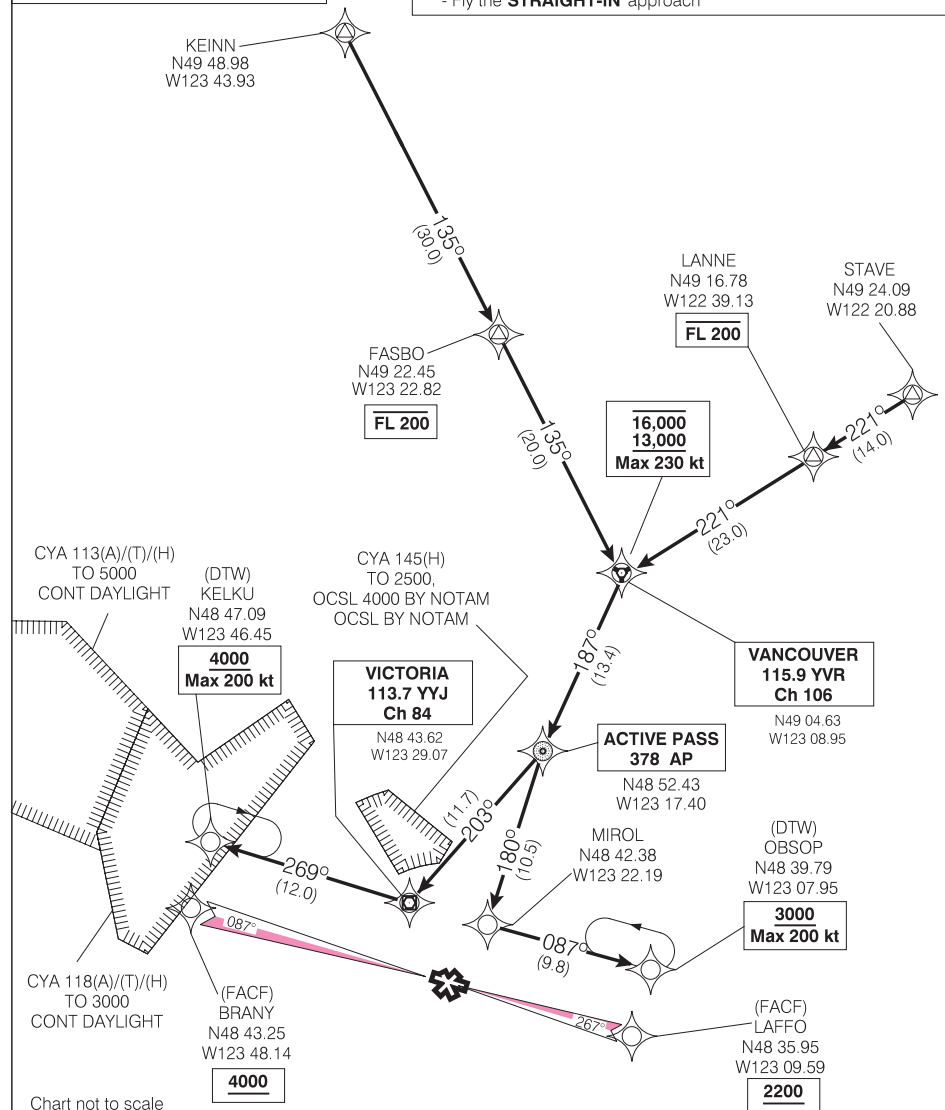 - Fly the STRAIGHT-IN approach
KEINN
N49 48.98
W123 43.93
135°
(30.0)
LANNE
N49 16.78
W122 39.13
FL 200
STAVE
N49 24.09
W122 20.88
FASBO
N49 22.45
W123 22.82
FL 200
135°
(20.0)
16,000
13,000
Max 230 kt
221°
(14.0)
221°
(23.0)
CYA 113(A)/(T)/(H)
TO 5000
CONT DAYLIGHT
(DTW)
KELKU
N48 47.09
W123 46.45
4000
Max 200 kt
CYA 145(H)
TO 2500,
OCSL 4000 BY NOTAM
OCSL BY NOTAM
VICTORIA
113.7 YYJ
Ch 84
N48 43.62
W123 29.07
187°
(13.4)
VANCOUVER
115.9 YVR
Ch 106
N49 04.63
W123 08.95
ACTIVE PASS
378 AP
N48 52.43
W123 17.40
(11.7)
203°
180°
(10.5)
MIROL
N48 42.38
W123 22.19
(DTW)
OBSOP
N48 39.79
W123 07.95
3000
Max 200 kt
269°
(12.0)
087°
(9.8)
087°
267°
CYA 118(A)/(T)/(H)
TO 3000
CONT DAYLIGHT
(FACF)
BRANY
N48 43.25
W123 48.14
4000
(FACF)
LAFFO
N48 35.95
W123 09.59
2200
Chart not to scale